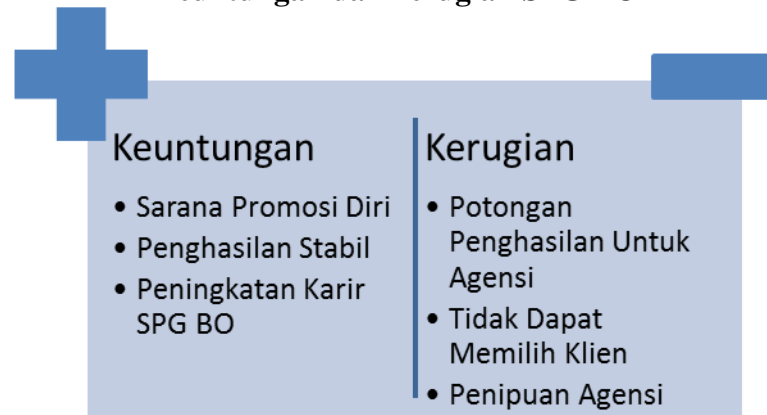 Keuntungan
• Sarana Promosi Diri
• Penghasilan Stabil
• Peningkatan Karir
SPG BO
Kerugian
• Potongan
Penghasilan Untuk
Agensi
• Tidak Dapat
Memilih Klien
• Penipuan Agensi